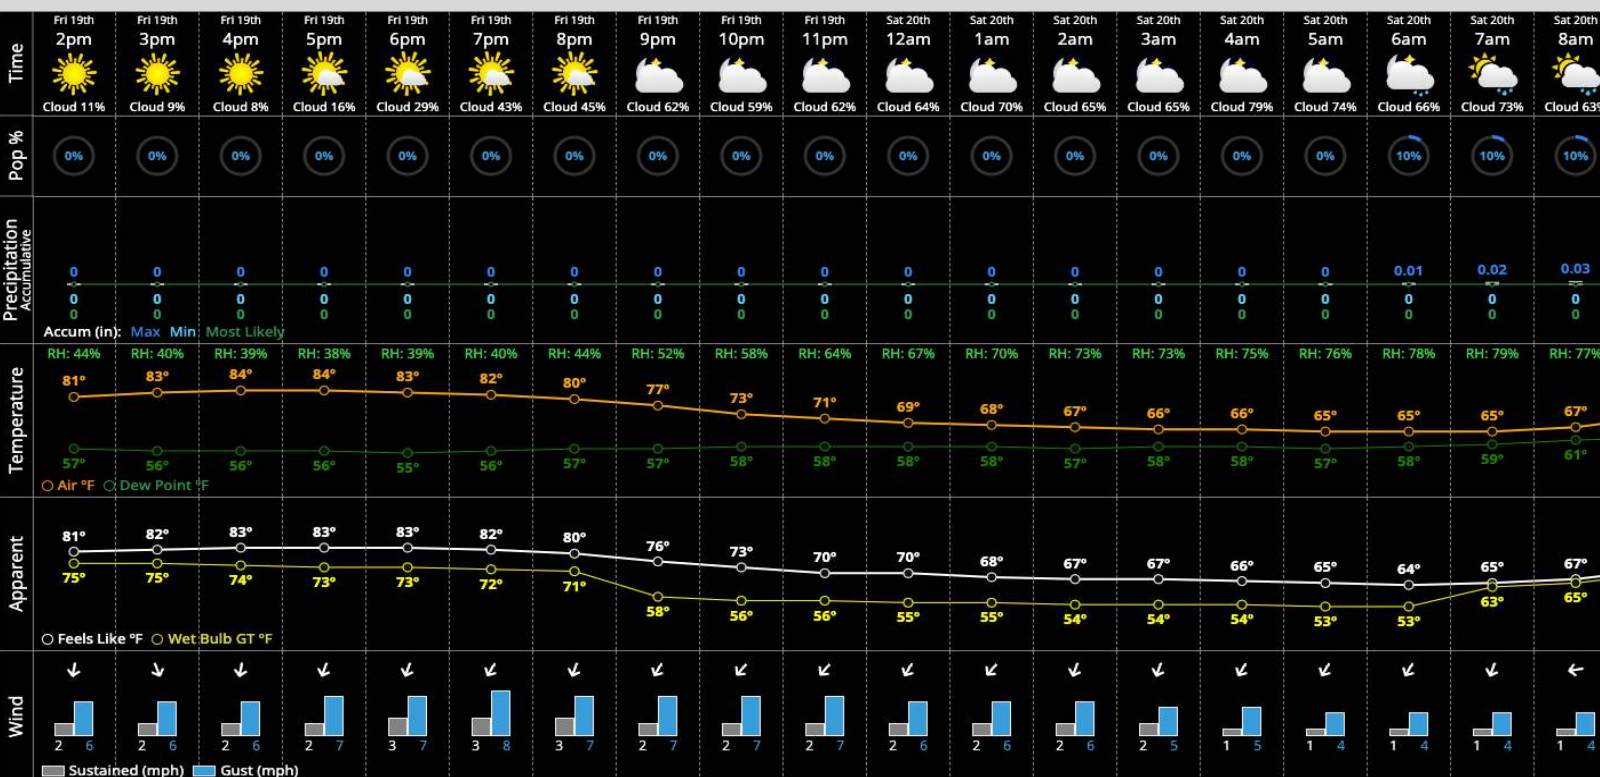 Fri 19th Fri 19th Fri 19th Fri 19th Fri 19th Fri 19th Fri 19th Fri 19th Fri 19th Fri 19th Sat 20th Sat 20th Sat 20th Sat 20th Sat 20th Sat 20th Sat 20th Sat 20th Sat 20th
Time 2pm 3pm 4pm 5pm 6pm 7pm 8pm 9pm 10pm 11pm 12am 1am 2am 3am 4am 5am 6am 7am 8am
Cloud 11% Cloud 9% Cloud 8% Cloud 16% Cloud 29% Cloud 43% Cloud 45% Cloud 62% Cloud 59% Cloud 62% Cloud 64% Cloud 70% Cloud 65% Cloud 65% Cloud 79% Cloud 74% Cloud 66% Cloud 73% Cloud 63%
Pop % 0% 0% 0% 0% 0% 0% 0% 0% 0% 0% 0% 0% 0% 0% 0% 0% 10% 10% 10%
Precipitation
Accumulative
0 0 0 0 0 0 0 0 0 0 0 0 0 0 0 0 0.01 0.02 0.03
0 0 0 0 0 0 0 0 0 0 0 0 0 0 0 0 0 0 0
0 0 0 0 0 0 0 0 0 0 0 0 0 0 0 0 0 0 0
Accum (in): Max Min Most Likely
RH: 44% RH: 40% RH: 39% RH: 38% RH: 39% RH: 40% RH: 44% RH: 52% RH: 58% RH: 64% RH: 67% RH: 70% RH: 73% RH: 73% RH: 75% RH: 76% RH: 78% RH: 79% RH: 77%
Temperature
81° 83° 84° 84° 83° 82° 80° 77° 73° 71° 69° 68° 67° 66° 66° 65° 65° 65° 67°
57° 56° 56° 56° 55° 56° 57° 57° 58° 58° 58° 58° 57° 58° 58° 57° 58° 59° 61°
Air °F Dew Point °F
Apparent
81° 82° 83° 83° 83° 82° 80° 76° 73° 70° 70° 68° 67° 67° 66° 65° 64° 65° 67°
75° 75° 74° 73° 73° 72° 71° 58° 56° 56° 55° 55° 54° 54° 54° 53° 53° 63° 65°
Feels Like °F Wet Bulb GT °F
Wind
2 6 2 6 2 6 2 7 3 7 3 8 3 7 2 7 2 7 2 7 2 6 2 6 2 6 2 5 1 5 1 4 1 4 1 4 1 4
Sustained (mph) Gust (mph)